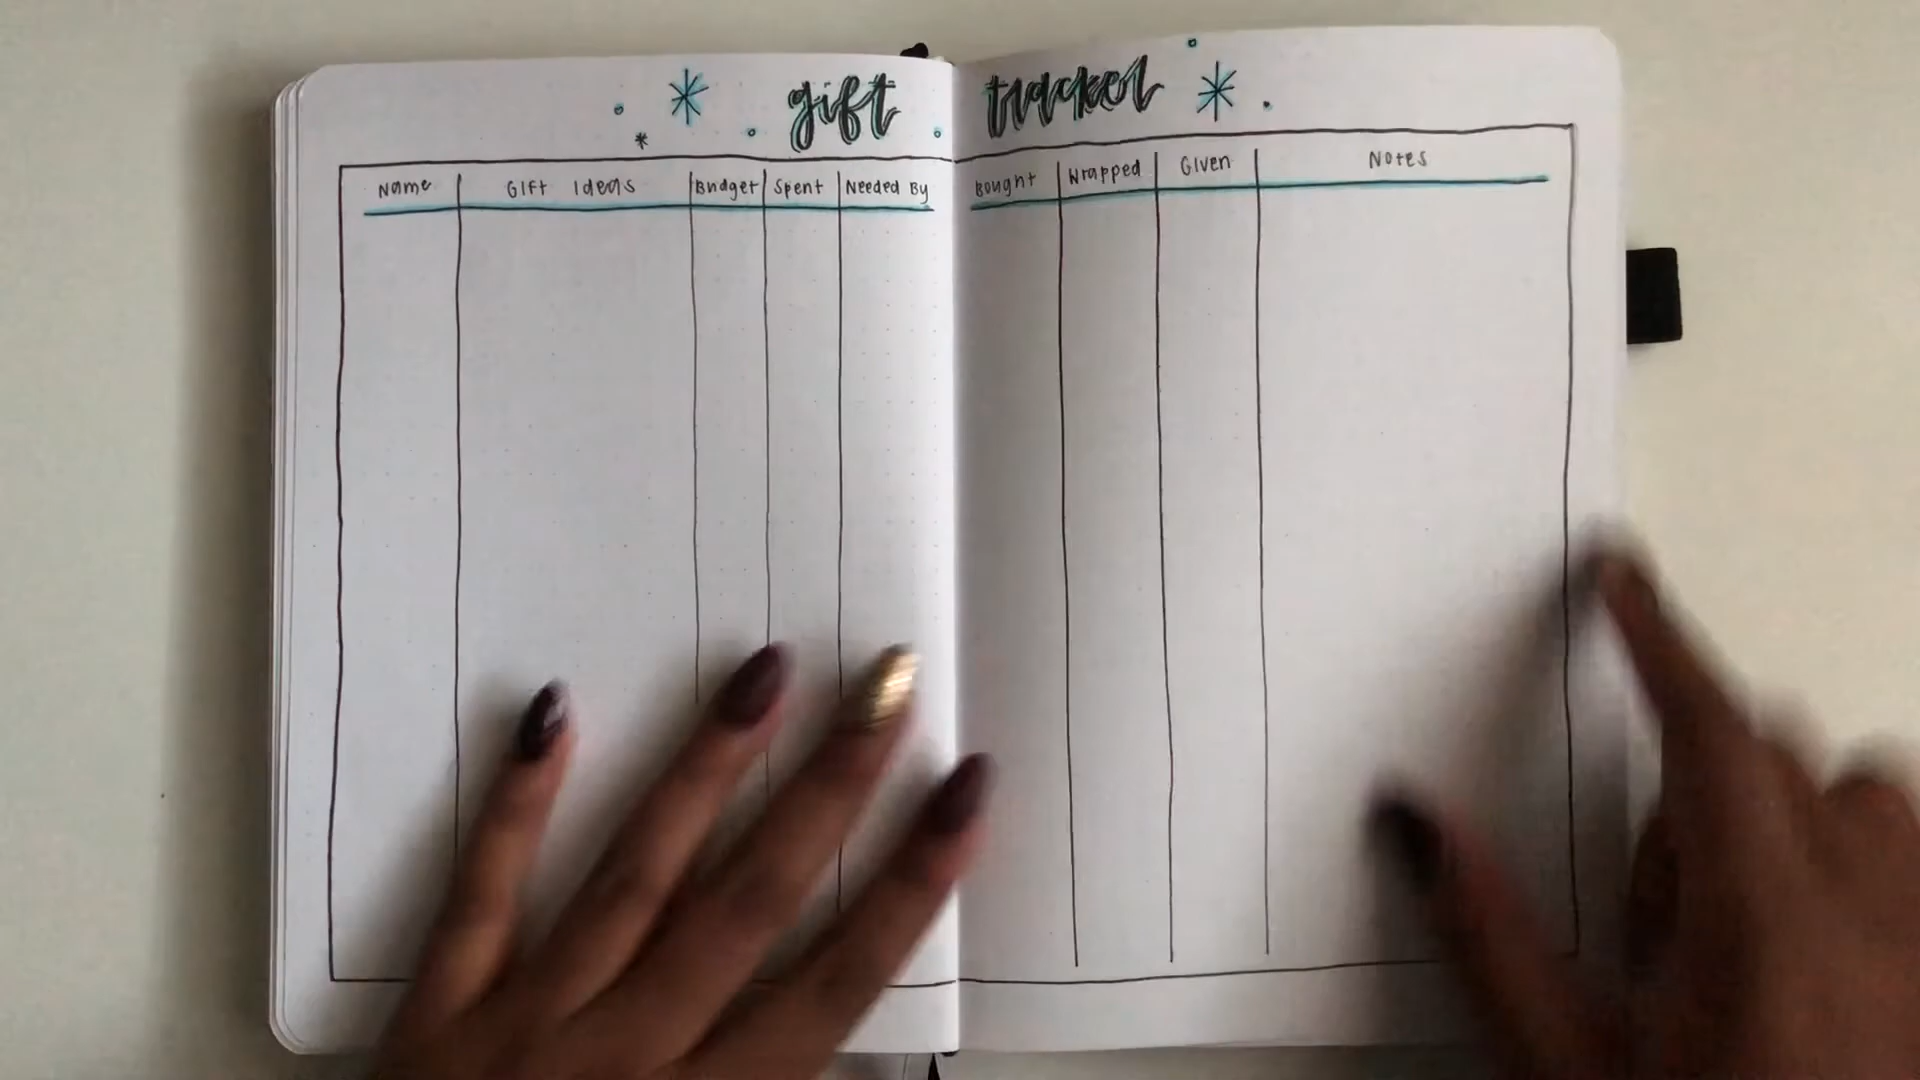 gift tracker
Name Gift Ideas Budget Spent Needed By Bought Wrapped Given Notes